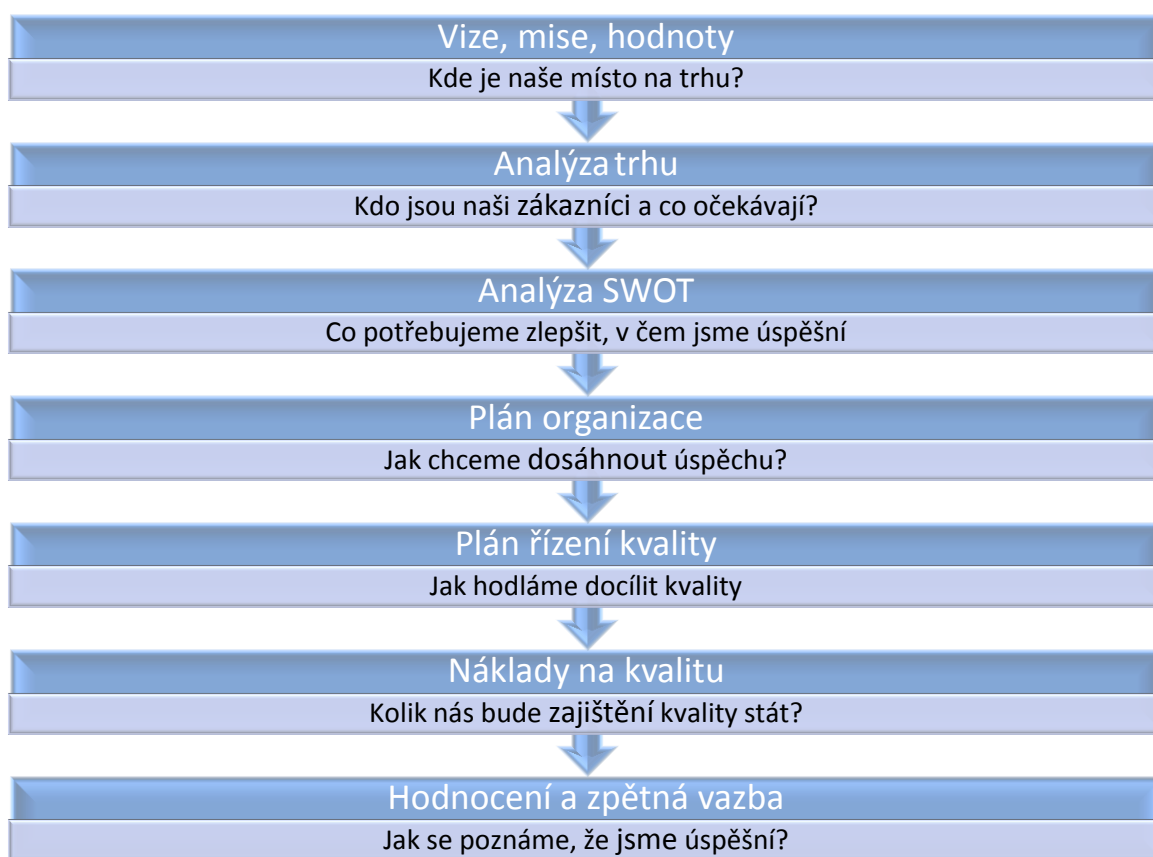 Vize, mise, hodnoty
Kde je naše místo na trhu?
Analýza trhu
Kdo jsou naši zákazníci a co očekávají?
Analýza SWOT
Co potřebujeme zlepšit, v čem jsme úspěšní
Plán organizace
Jak chceme dosáhnout úspěchu?
Plán řízení kvality
Jak hodláme docílit kvality
Náklady na kvalitu
Kolik nás bude zajištění kvality stát?
Hodnocení a zpětná vazba
Jak se poznáme, že jsme úspěšní?